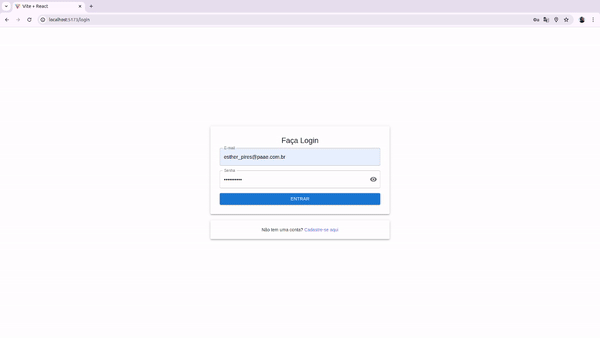 Vite + React
localhost:5173/login
Faça Login
E-mail
esther_pires@paae.com.br
Senha
••••••••••
ENTRAR
Não tem uma conta? Cadastre-se aqui